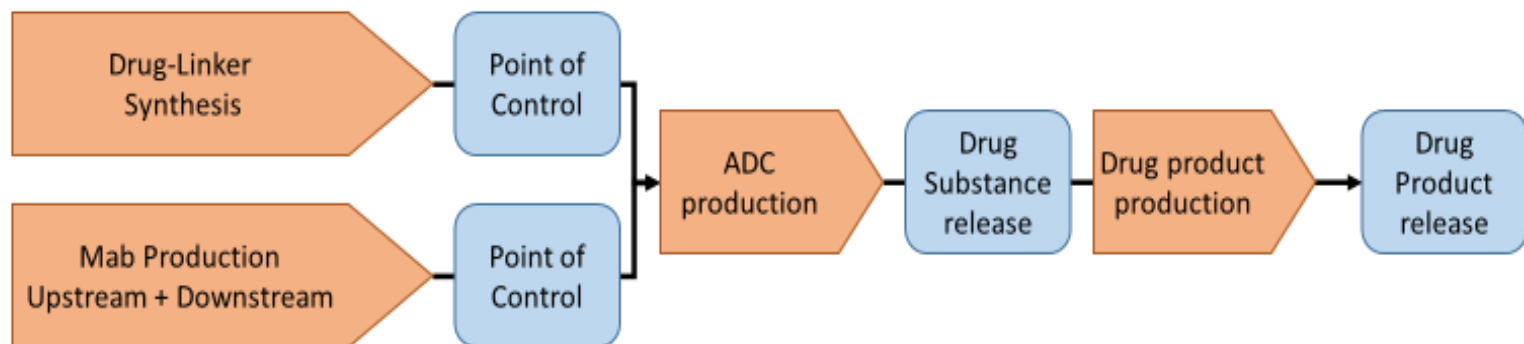 Drug-Linker
Synthesis
Point of
Control
Mab Production
Upstream + Downstream
Point of
Control
ADC
production
Drug
Substance
release
Drug product
production
Drug
Product
release